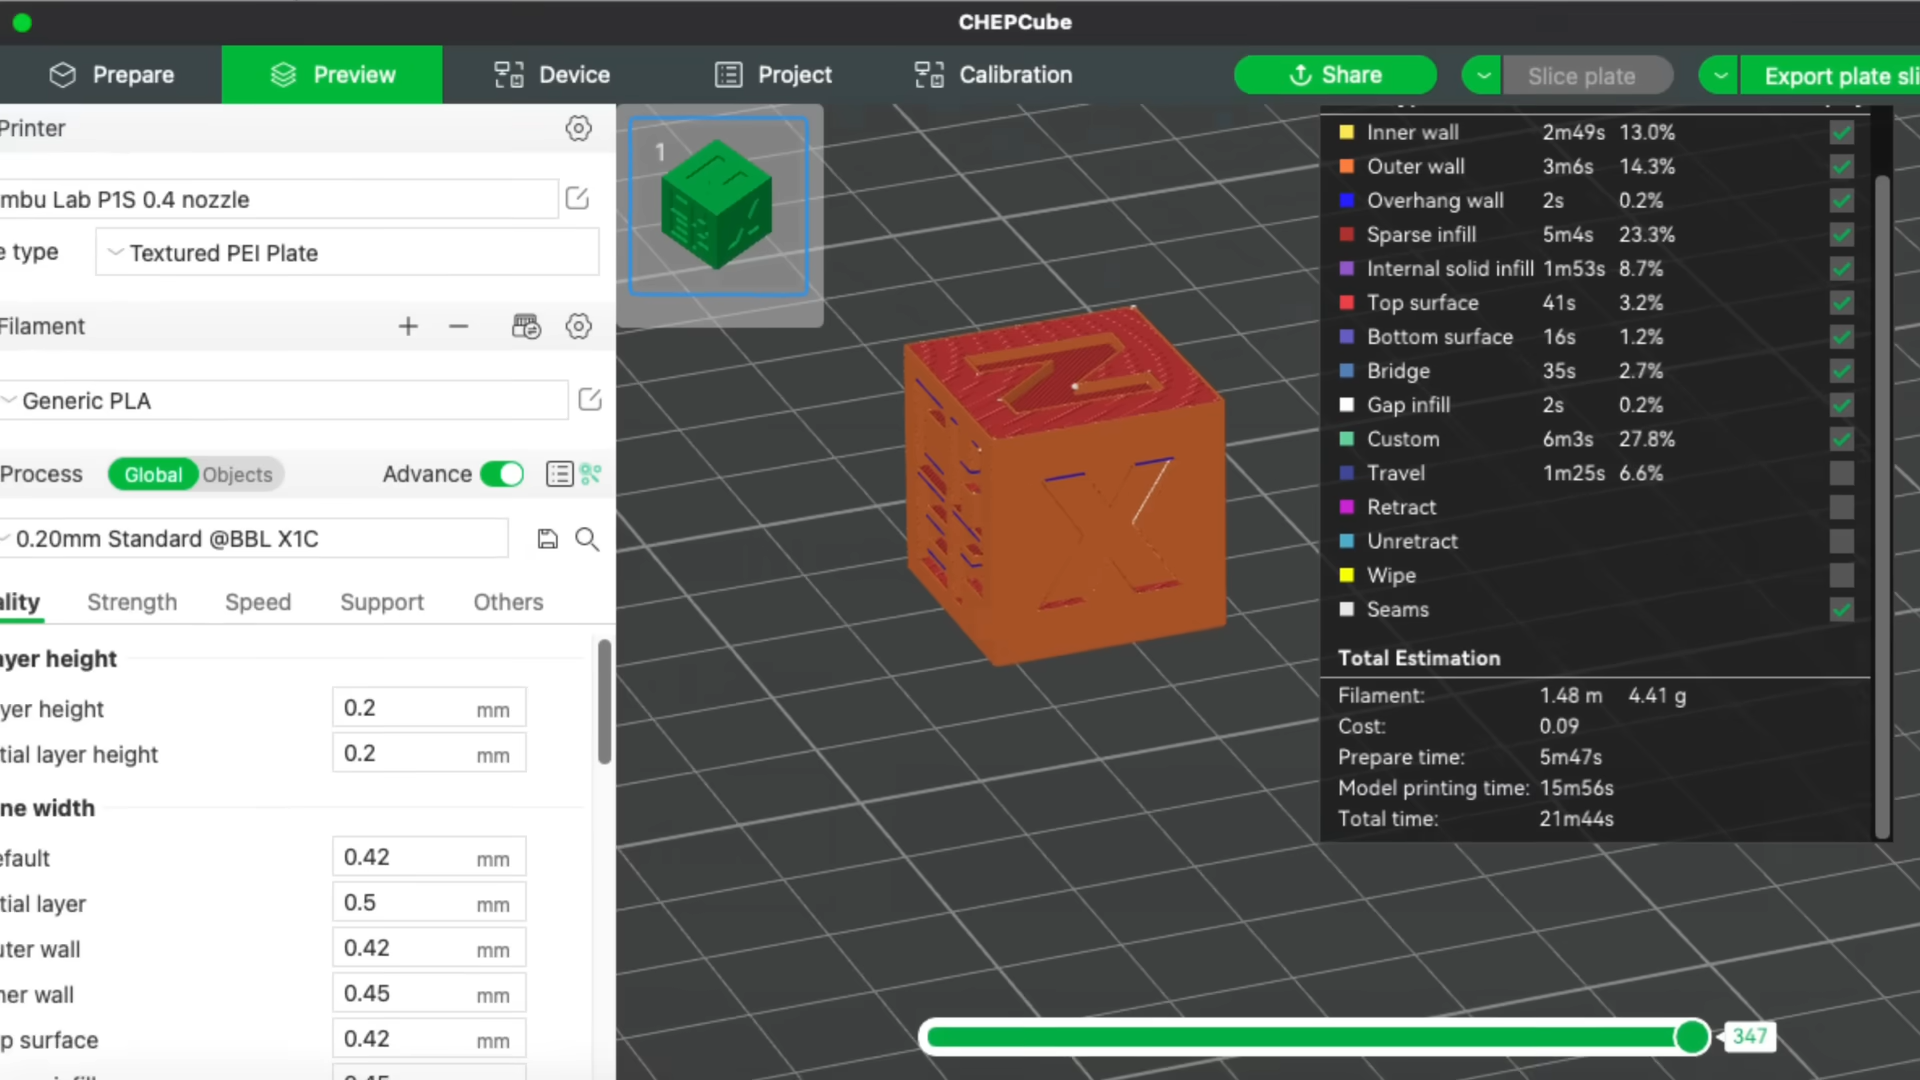 CHEPCube
Prepare
Preview
Device
Project
Calibration
Share
Slice plate
Export plate sli
Printer
mbu Lab P1S 0.4 nozzle
e type
Textured PEI Plate
Filament
Generic PLA
Process
Global
Objects
Advance
0.20mm Standard @BBL X1C
ality
Strength
Speed
Support
Others
ayer height
yer height 0.2 mm
tial layer height 0.2 mm
ne width
efault 0.42 mm
tial layer 0.5 mm
uter wall 0.42 mm
ner wall 0.45 mm
p surface 0.42 mm
1
Z
X
Inner wall 2m49s 13.0%
Outer wall 3m6s 14.3%
Overhang wall 2s 0.2%
Sparse infill 5m4s 23.3%
Internal solid infill 1m53s 8.7%
Top surface 41s 3.2%
Bottom surface 16s 1.2%
Bridge 35s 2.7%
Gap infill 2s 0.2%
Custom 6m3s 27.8%
Travel 1m25s 6.6%
Retract
Unretract
Wipe
Seams
Total Estimation
Filament: 1.48 m 4.41 g
Cost: 0.09
Prepare time: 5m47s
Model printing time: 15m56s
Total time: 21m44s
347